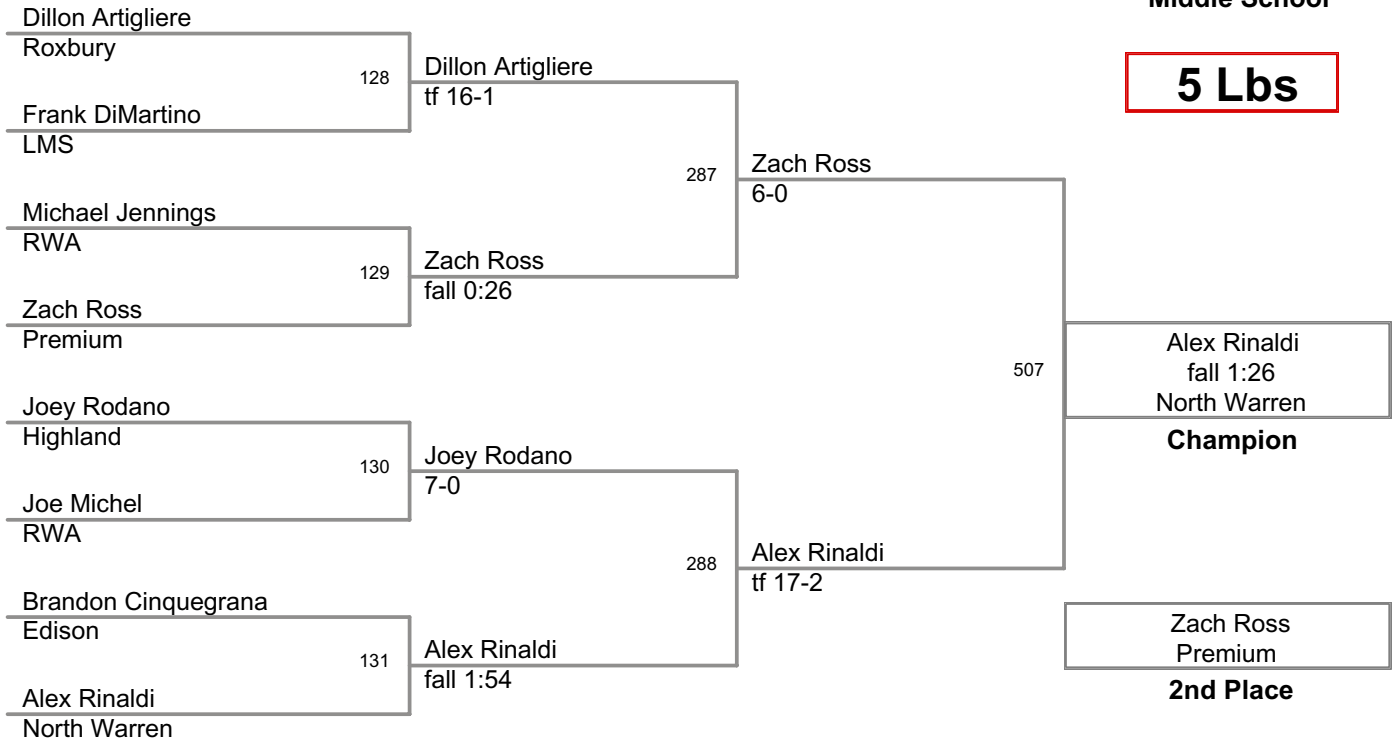 Middle School
5 Lbs
Dillon Artigliere
Roxbury
128
Frank DiMartino
LMS
Michael Jennings
RWA
129
Zach Ross
Premium
Joey Rodano
Highland
130
Joe Michel
RWA
Brandon Cinquegrana
Edison
131
Alex Rinaldi
North Warren
Dillon Artigliere
tf 16-1
287
Zach Ross
fall 0:26
Joey Rodano
7-0
288
Alex Rinaldi
fall 1:54
Zach Ross
6-0
507
Alex Rinaldi
tf 17-2
Alex Rinaldi
fall 1:26
North Warren
Champion
Zach Ross
Premium
2nd Place